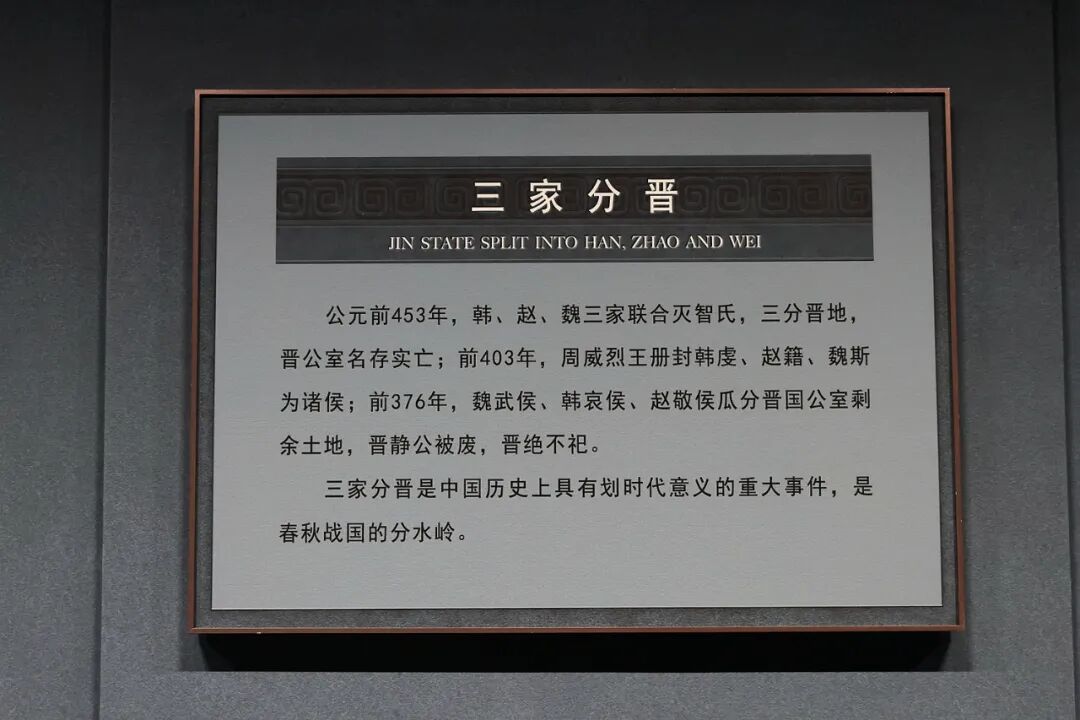 三家分晋
JIN STATE SPLIT INTO HAN, ZHAO AND WEI
公元前453年，韩、赵、魏三家联合灭智氏，三分晋地，
晋公室名存实亡；前403年，周威烈王册封韩虔、赵籍、魏斯
为诸侯；前376年，魏武侯、韩哀侯、赵敬侯瓜分晋国公室剩
余土地，晋静公被废，晋绝不祀。
三家分晋是中国历史上具有划时代意义的重大事件，是
春秋战国的分水岭。